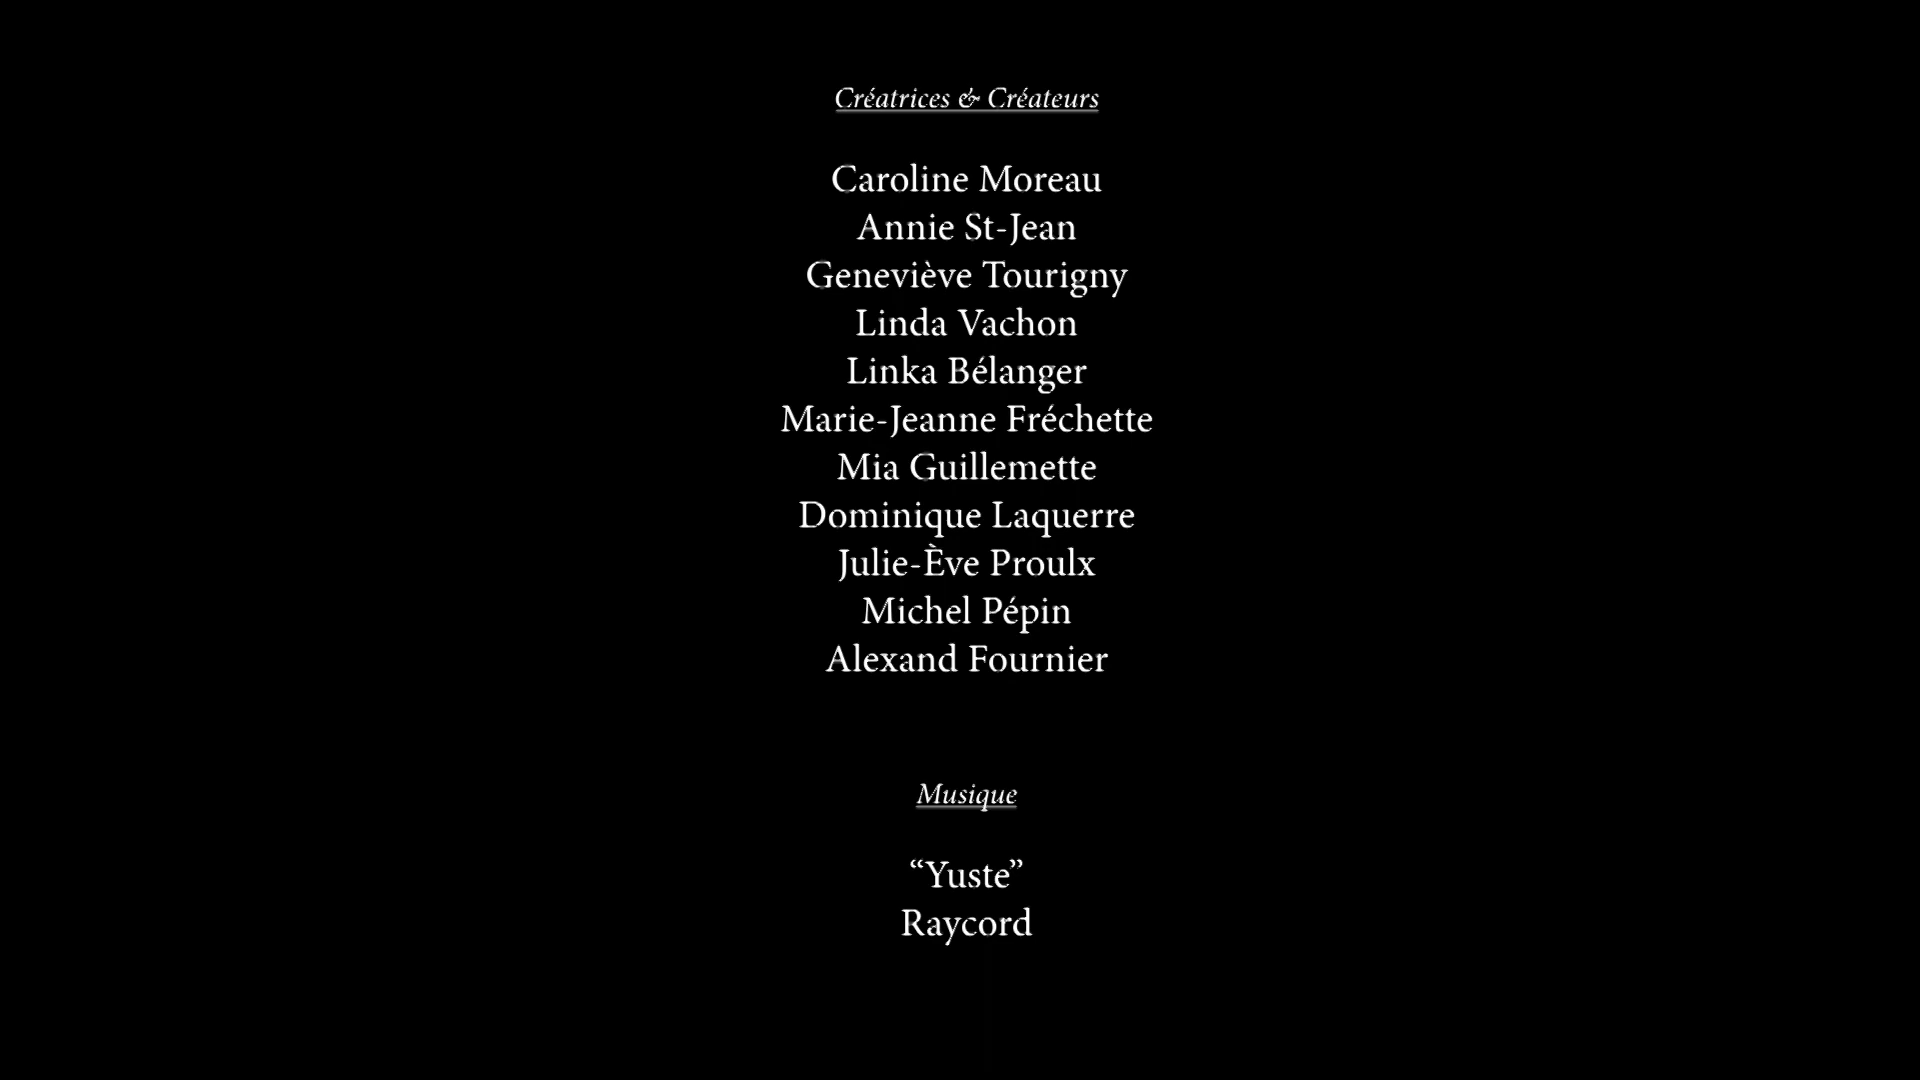 Créatrices & Créateurs
Caroline Moreau
Annie St-Jean
Geneviève Tourigny
Linda Vachon
Linka Bélanger
Marie-Jeanne Fréchette
Mia Guillemette
Dominique Laquerre
Julie-Ève Proulx
Michel Pépin
Alexand Fournier
Musique
“Yuste”
Raycord